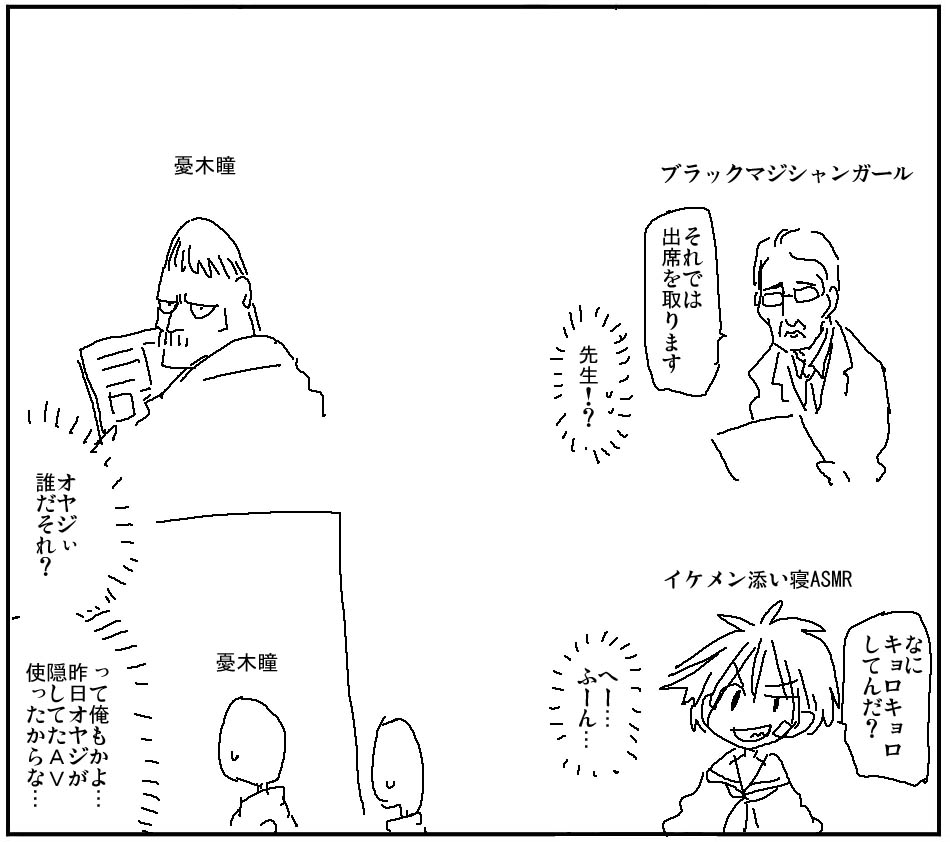 ブラックマジシャンガール
それでは
出席を取ります
先生!?
イケメン添い寝ASMR
なに
キョロキョロ
してんだ？
へー…
ふーん…
憂木瞳
オヤジぃ
誰だそれ？
憂木瞳
って俺もかよ…
昨日オヤジが
隠してたＡＶ
使ったからな…